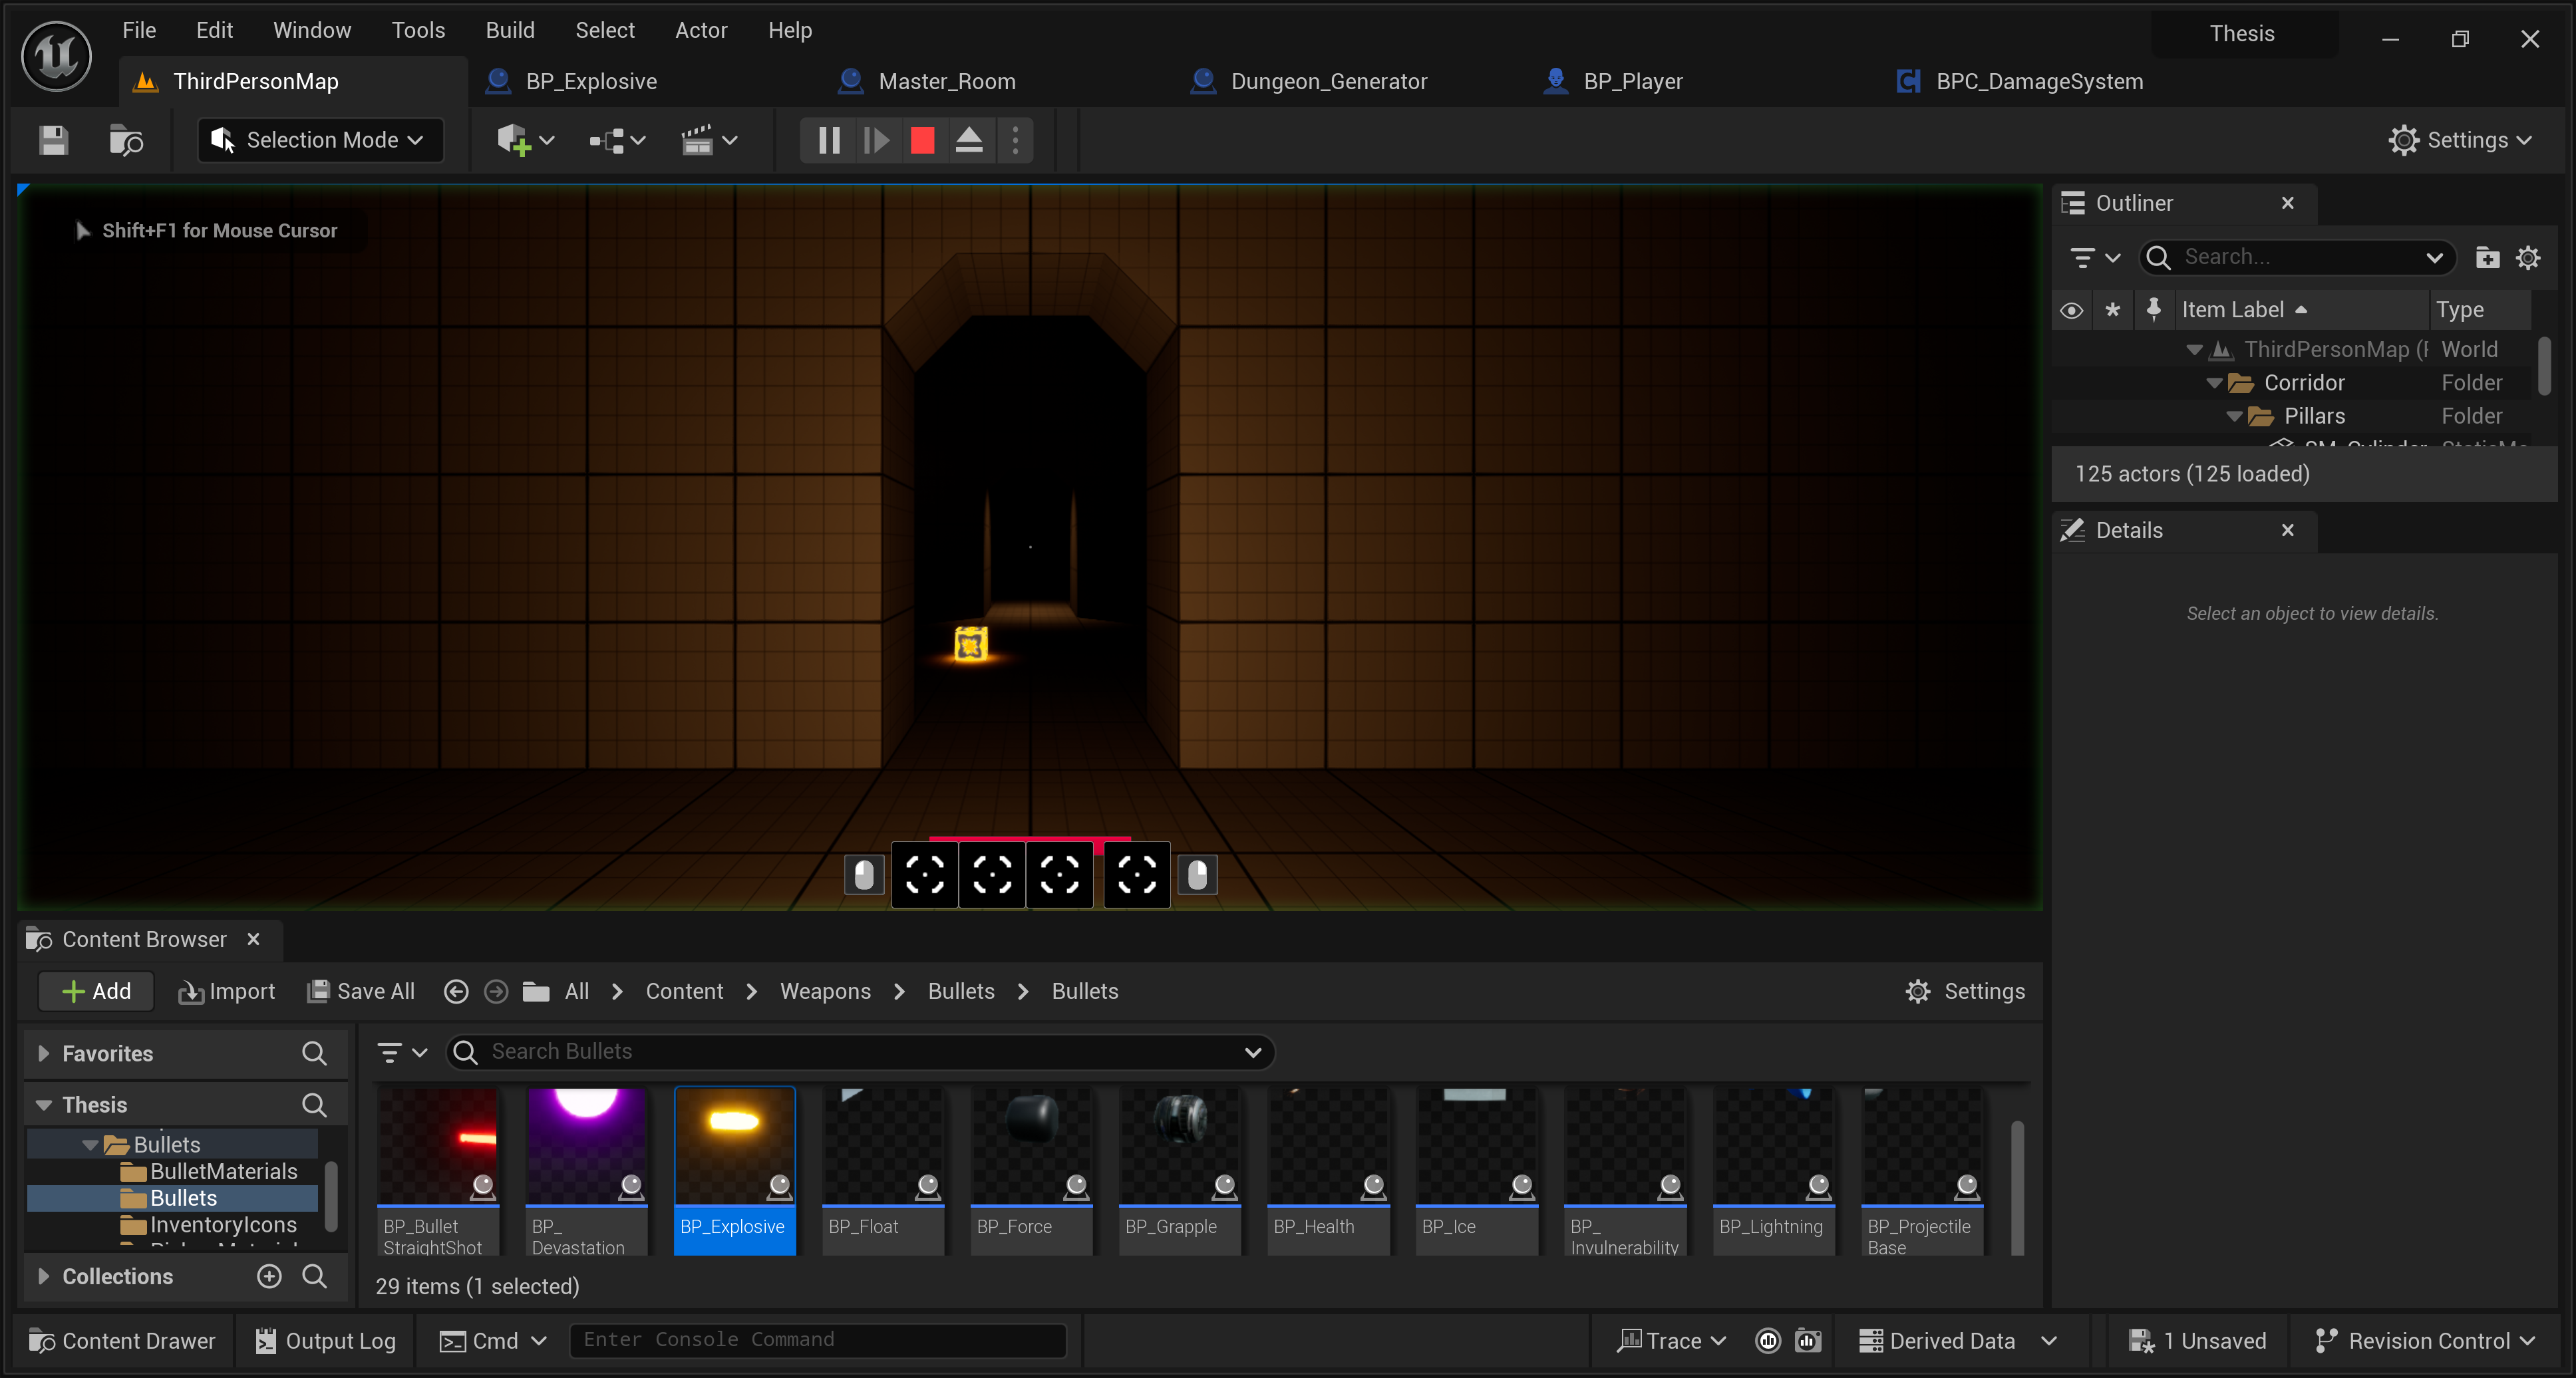 File Edit Window Tools Build Select Actor Help
Thesis
ThirdPersonMap BP_Explosive Master_Room Dungeon_Generator BP_Player BPC_DamageSystem
Selection Mode
Settings
Shift+F1 for Mouse Cursor
Outliner
Search...
Item Label Type
ThirdPersonMap World
Corridor Folder
Pillars Folder
SM_Cylinder
125 actors (125 loaded)
Details
Select an object to view details.
Content Browser
Add Import Save All All Content Weapons Bullets Bullets Settings
Favorites
Search Bullets
Thesis
Bullets
BulletMaterials
Bullets
InventoryIcons
Collections
BP_Bullet
StraightShot
BP_
Devastation
BP_Explosive
BP_Float
BP_Force
BP_Grapple
BP_Health
BP_Ice
BP_
Invulnerability
BP_Lightning
BP_Projectile
Base
29 items (1 selected)
Content Drawer Output Log Cmd Enter Console Command Trace Derived Data 1 Unsaved Revision Control